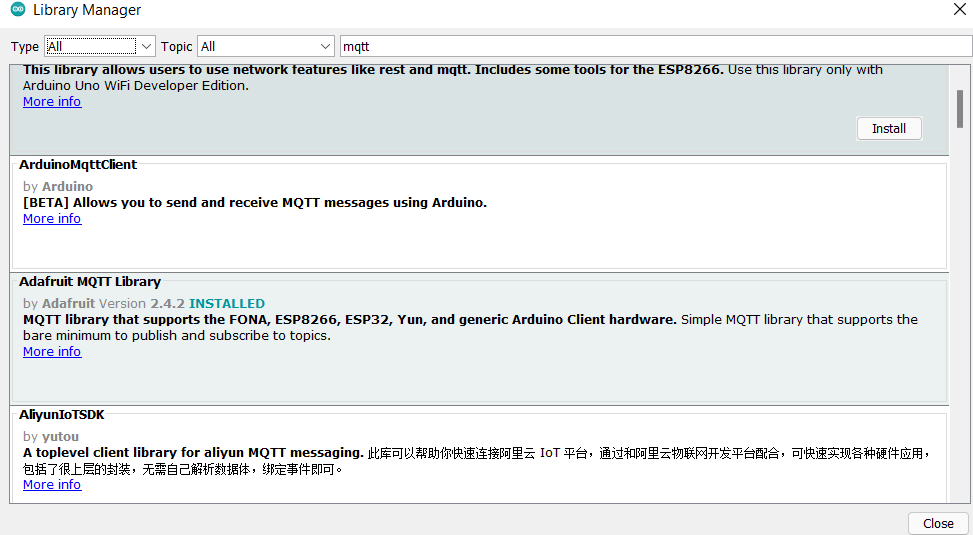 Library Manager
Type All Topic All mqtt
This library allows users to use network features like rest and mqtt. Includes some tools for the ESP8266. Use this library only with
Arduino Uno WiFi Developer Edition.
More info
Install
ArduinoMqttClient
by Arduino
[BETA] Allows you to send and receive MQTT messages using Arduino.
More info
Adafruit MQTT Library
by Adafruit Version 2.4.2 INSTALLED
MQTT library that supports the FONA, ESP8266, ESP32, Yun, and generic Arduino Client hardware. Simple MQTT library that supports the
bare minimum to publish and subscribe to topics.
More info
AliyunIoTSDK
by yutou
A toplevel client library for aliyun MQTT messaging. 此库可以帮助你快速连接阿里云 IoT 平台，通过和阿里云物联网开发平台配合，可快速实现各种硬件应用，
包括了很上层的封装，无需自己解析数据体，绑定事件即可。
More info
Close